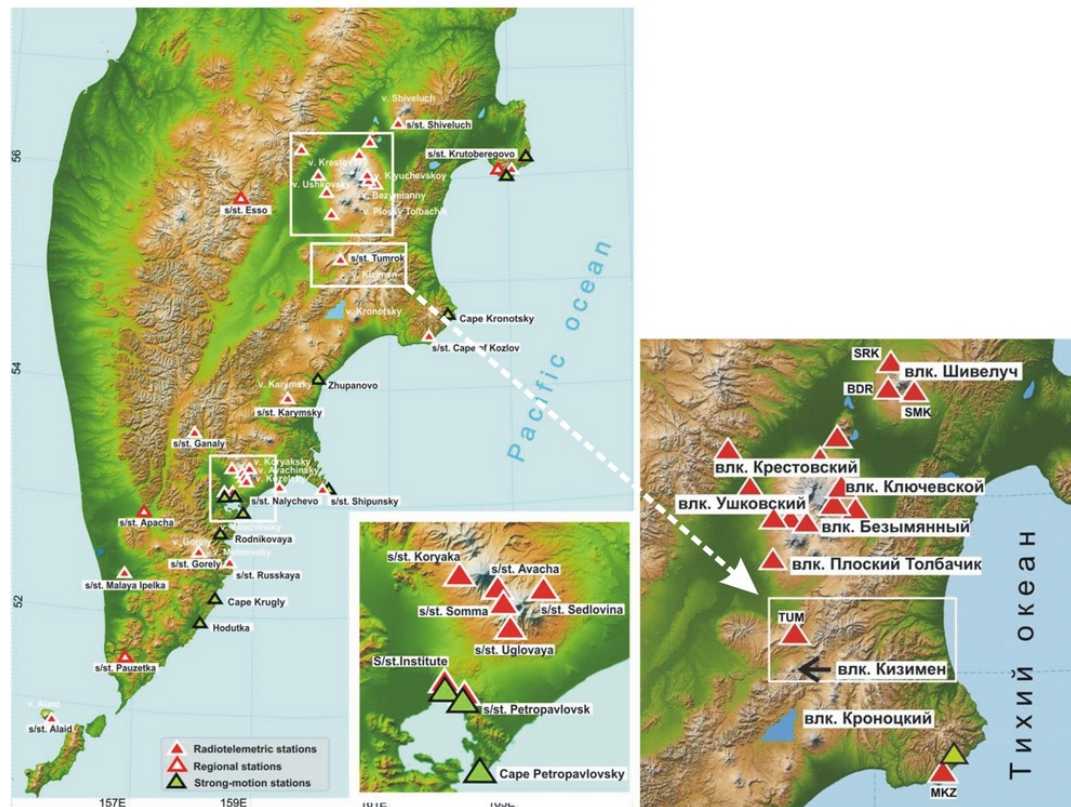 v. Shiveluch
s/st. Shiveluch
56
s/st. Krutoberegovo
v. Krestovsky
v. Klyuchevskoy
v. Ushkovsky
v. Bezymianny
s/st. Esso
v. Plosky Tolbachik
s/st. Tumrok
v. Kizimen
v. Kronotsky
Cape Kronotsky
s/st. Cape of Kozlov
Pacific ocean
54
Zhupanovo
v. Karymsky
s/st. Karymsky
s/st. Ganaly
v. Koryaksky
v. Avachinsky
v. Kozelsky
s/st. Nalychevo
s/st. Shipunsky
s/st. Apacha
Rodnikovaya
v. Gorely
v. Mutnovsky
s/st. Gorely
s/st. Russkaya
s/st. Malaya Ipelka
52
Cape Krugly
Hodutka
s/st. Pauzetka
v. Alaid
s/st. Alaid
Radiotelemetric stations
Regional stations
Strong-motion stations
157E
159E
s/st. Koryaka
s/st. Avacha
s/st. Somma
s/st. Sedlovina
s/st. Uglovaya
S/st.Institute
s/st. Petropavlovsk
Cape Petropavlovsky
SRK
влк. Шивелуч
BDR
SMK
влк. Крестовский
влк. Ключевской
влк. Ушковский
влк. Безымянный
влк. Плоский Толбачик
TUM
влк. Кизимен
влк. Кроноцкий
MKZ
Тихий океан